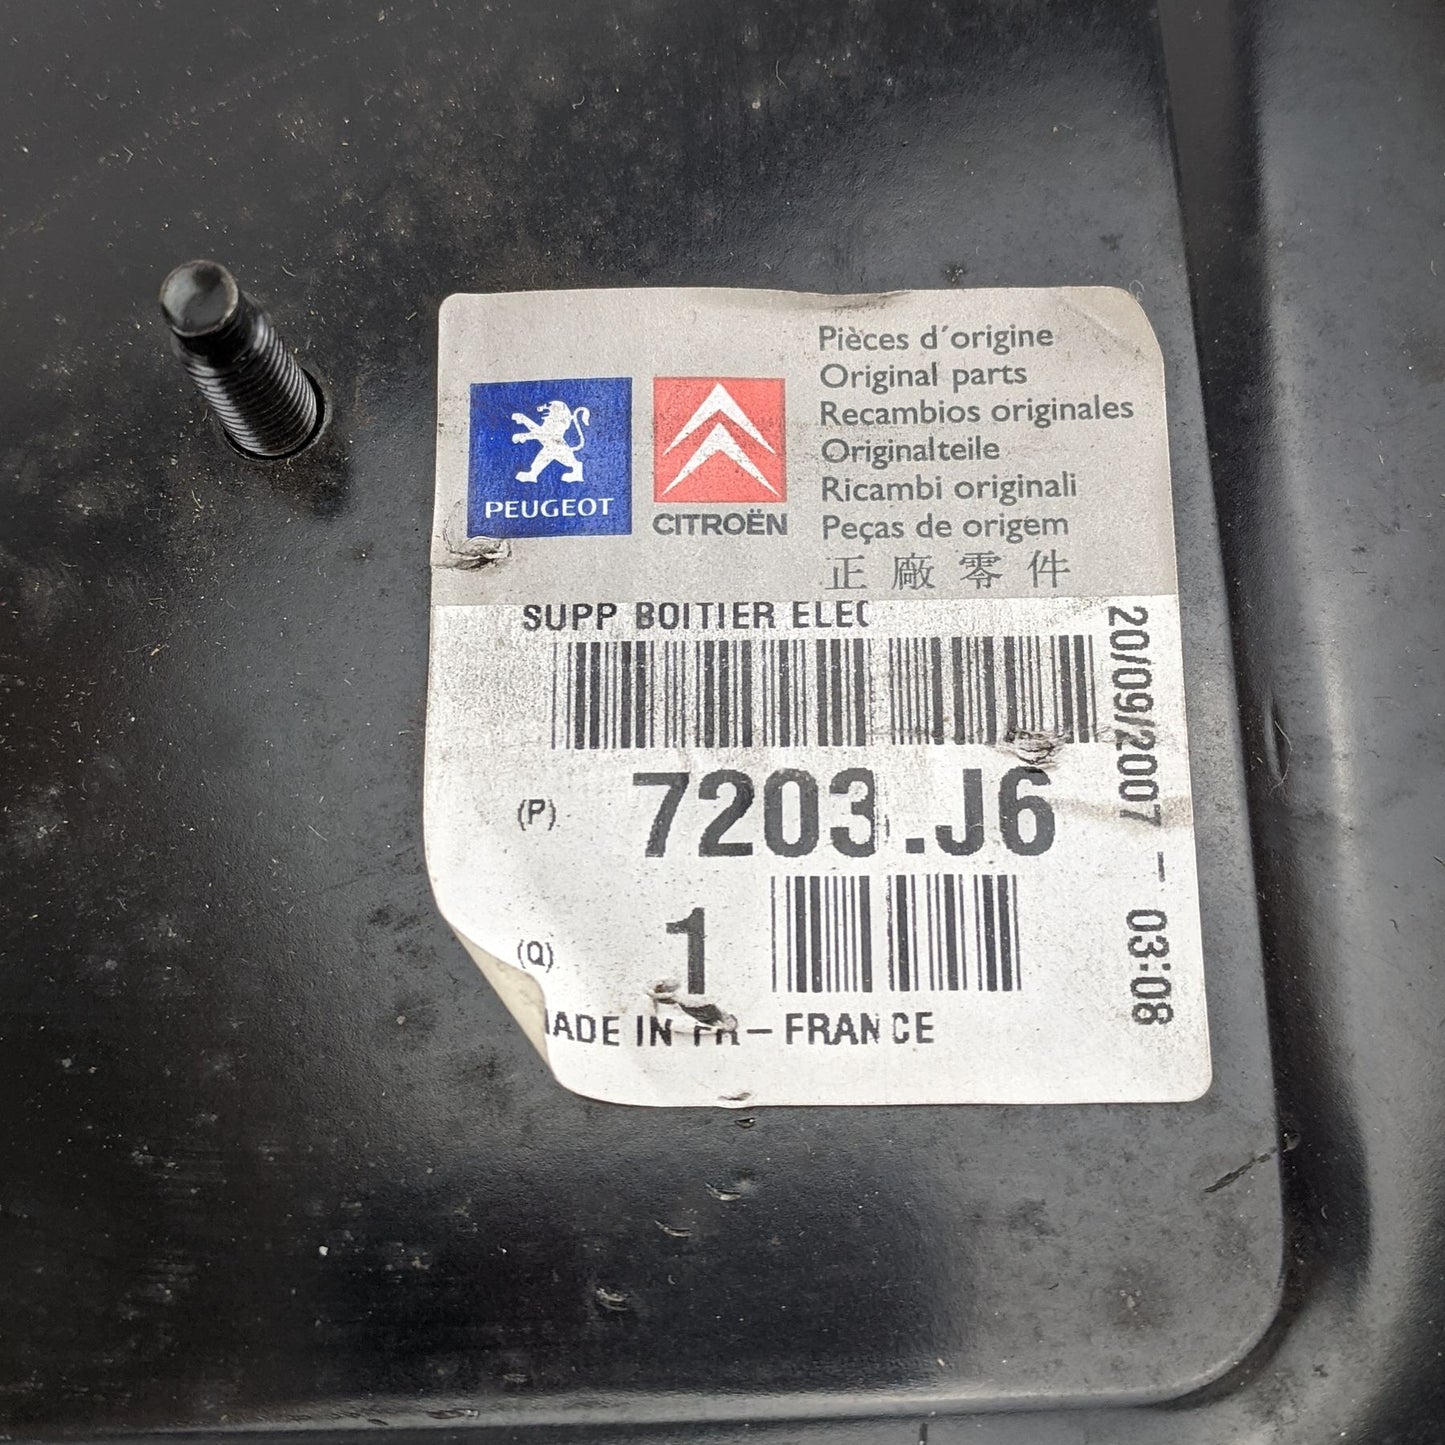 Pièces d'origine
Original parts
Recambios originales
Originalteile
Ricambi originali
Peças de origem
正廠零件
PEUGEOT
CITROËN
SUPP BOITIER ELEC
(P) 7203.J6
(Q) 1
MADE IN FR - FRANCE
20/09/2007 - 03:08